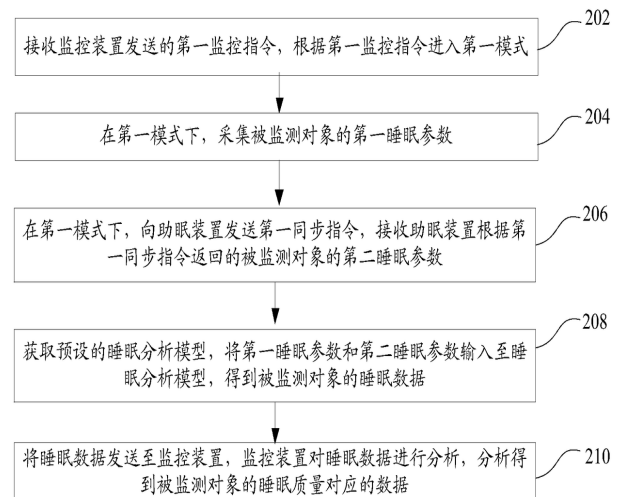 接收监控装置发送的第一监控指令，根据第一监控指令进入第一模式
202
在第一模式下，采集被监测对象的第一睡眠参数
204
在第一模式下，向助眠装置发送第一同步指令，接收助眠装置根据第
一同步指令返回的被监测对象的第二睡眠参数
206
获取预设的睡眠分析模型，将第一睡眠参数和第二睡眠参数输入至睡
眠分析模型，得到被监测对象的睡眠数据
208
将睡眠数据发送至监控装置，监控装置对睡眠数据进行分析，分析得
到被监测对象的睡眠质量对应的数据
210